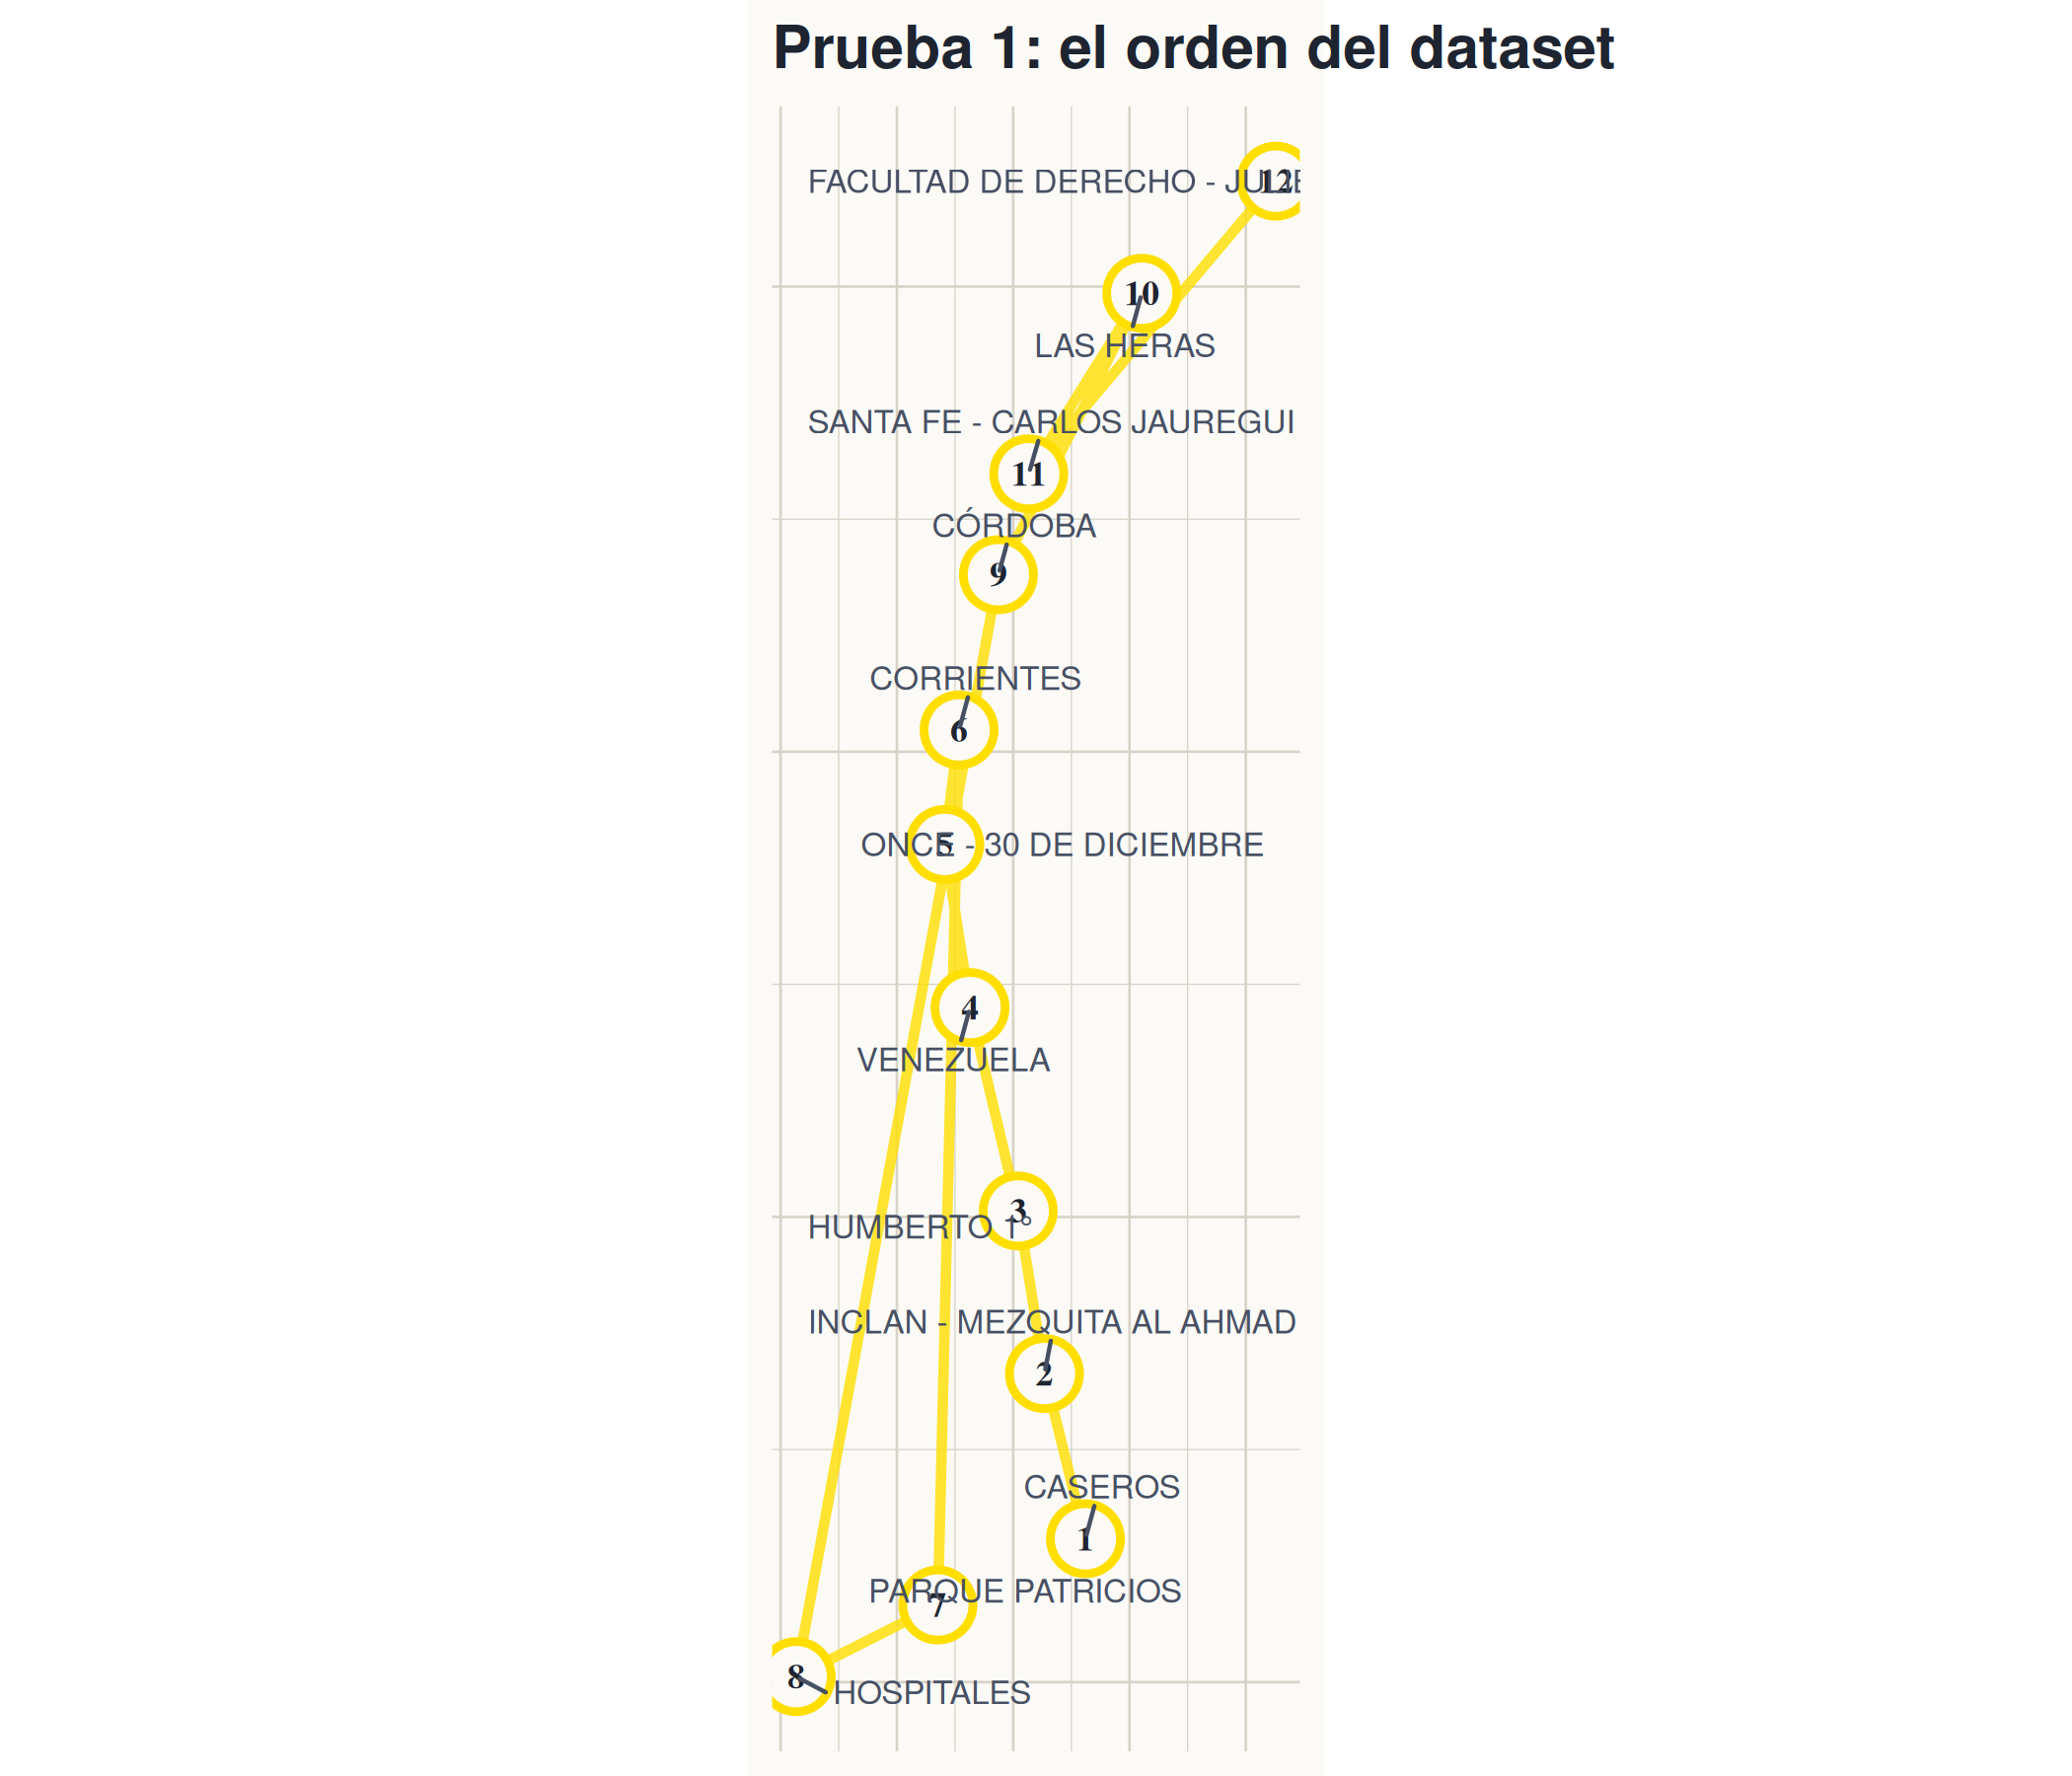 Prueba 1: el orden del dataset
FACULTAD DE DERECHO - JULIE
12
10
LAS HERAS
SANTA FE - CARLOS JAUREGUI
11
CÓRDOBA
9
CORRIENTES
6
ONCE - 30 DE DICIEMBRE
5
4
VENEZUELA
3
HUMBERTO 1°
INCLAN - MEZQUITA AL AHMAD
2
CASEROS
1
PARQUE PATRICIOS
7
8
HOSPITALES